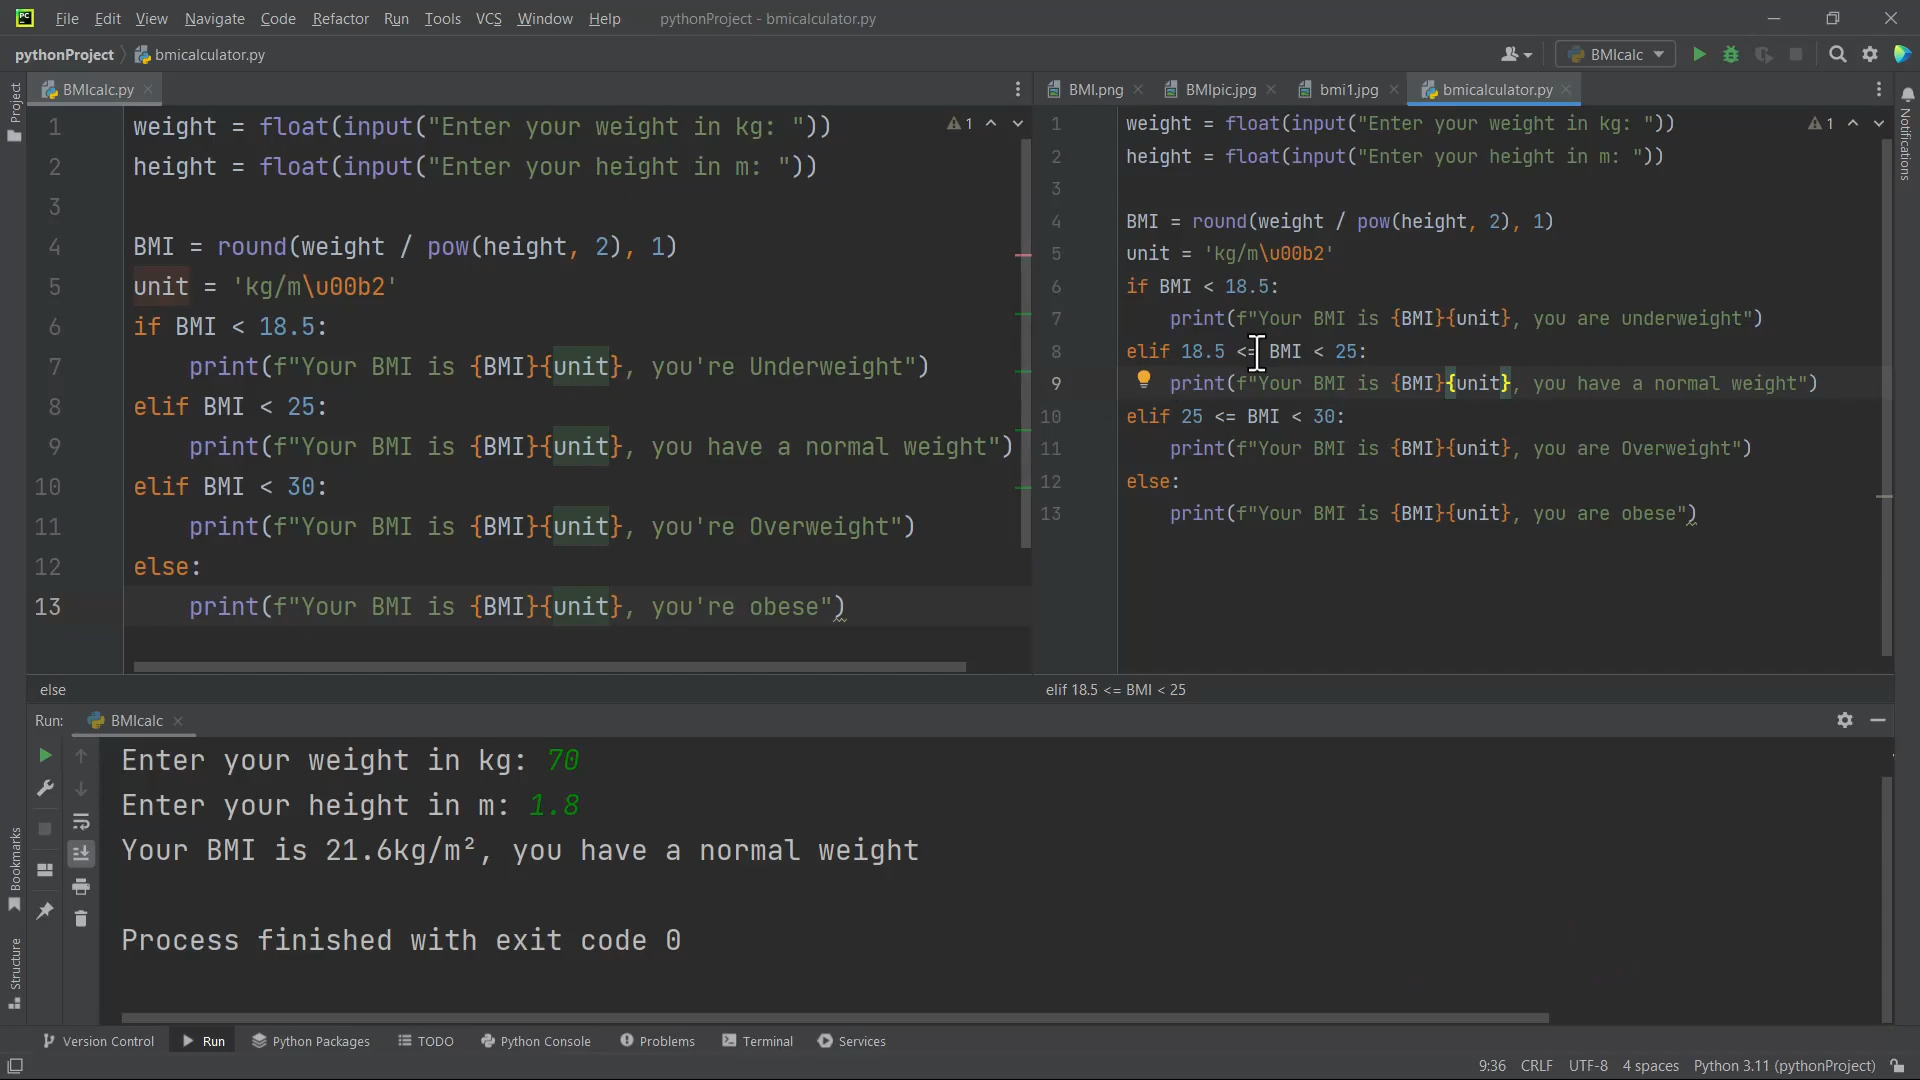 File Edit View Navigate Code Refactor Run Tools VCS Window Help pythonProject - bmicalculator.py
pythonProject bmicalculator.py BMIcalc
Project
BMIcalc.py
1 weight = float(input("Enter your weight in kg: "))
2 height = float(input("Enter your height in m: "))
3
4 BMI = round(weight / pow(height, 2), 1)
5 unit = 'kg/m\u00b2'
6 if BMI < 18.5:
7 print(f"Your BMI is {BMI}{unit}, you're Underweight")
8 elif BMI < 25:
9 print(f"Your BMI is {BMI}{unit}, you have a normal weight")
10 elif BMI < 30:
11 print(f"Your BMI is {BMI}{unit}, you're Overweight")
12 else:
13 print(f"Your BMI is {BMI}{unit}, you're obese")
1
else
BMI.png BMIpic.jpg bmi1.jpg bmicalculator.py
1 weight = float(input("Enter your weight in kg: "))
2 height = float(input("Enter your height in m: "))
3
4 BMI = round(weight / pow(height, 2), 1)
5 unit = 'kg/m\u00b2'
6 if BMI < 18.5:
7 print(f"Your BMI is {BMI}{unit}, you are underweight")
8 elif 18.5 <= BMI < 25:
9 print(f"Your BMI is {BMI}{unit}, you have a normal weight")
10 elif 25 <= BMI < 30:
11 print(f"Your BMI is {BMI}{unit}, you are Overweight")
12 else:
13 print(f"Your BMI is {BMI}{unit}, you are obese")
1
elif 18.5 <= BMI < 25
Notifications
Run: BMIcalc
Enter your weight in kg: 70
Enter your height in m: 1.8
Your BMI is 21.6kg/m², you have a normal weight
Process finished with exit code 0
Bookmarks
Structure
Version Control Run Python Packages TODO Python Console Problems Terminal Services
9:36 CRLF UTF-8 4 spaces Python 3.11 (pythonProject)